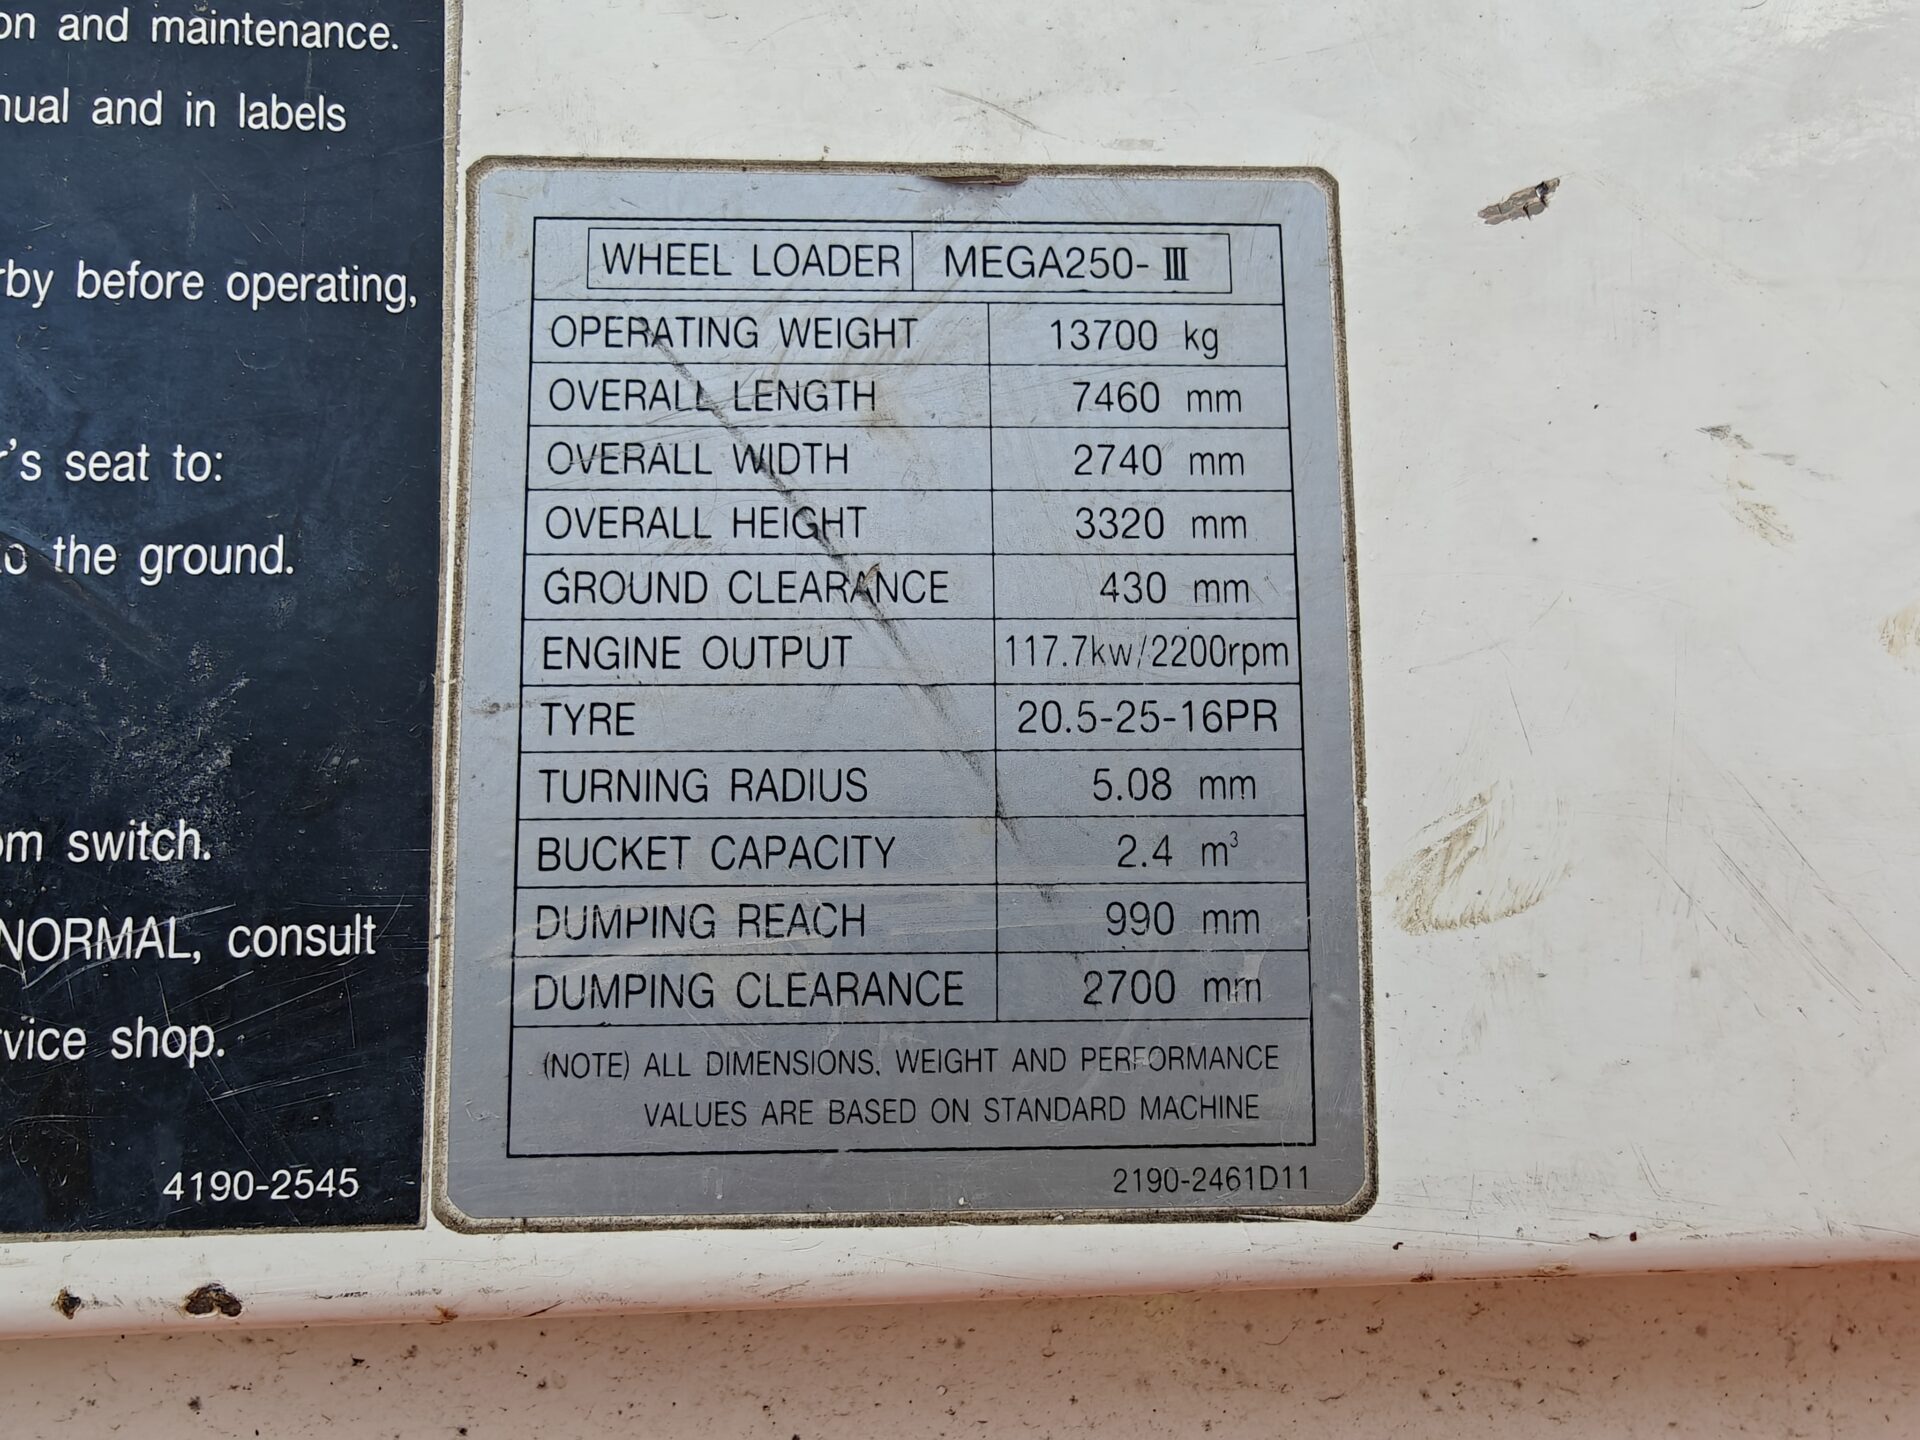 on and maintenance.
nual and in labels
rby before operating,
r's seat to:
to the ground.
om switch.
NORMAL, consult
rvice shop.
4190-2545
WHEEL LOADER MEGA250-Ⅲ
OPERATING WEIGHT 13700 kg
OVERALL LENGTH 7460 mm
OVERALL WIDTH 2740 mm
OVERALL HEIGHT 3320 mm
GROUND CLEARANCE 430 mm
ENGINE OUTPUT 117.7kw/2200rpm
TYRE 20.5-25-16PR
TURNING RADIUS 5.08 mm
BUCKET CAPACITY 2.4 m³
DUMPING REACH 990 mm
DUMPING CLEARANCE 2700 mm
(NOTE) ALL DIMENSIONS, WEIGHT AND PERFORMANCE
VALUES ARE BASED ON STANDARD MACHINE
2190-2461D11